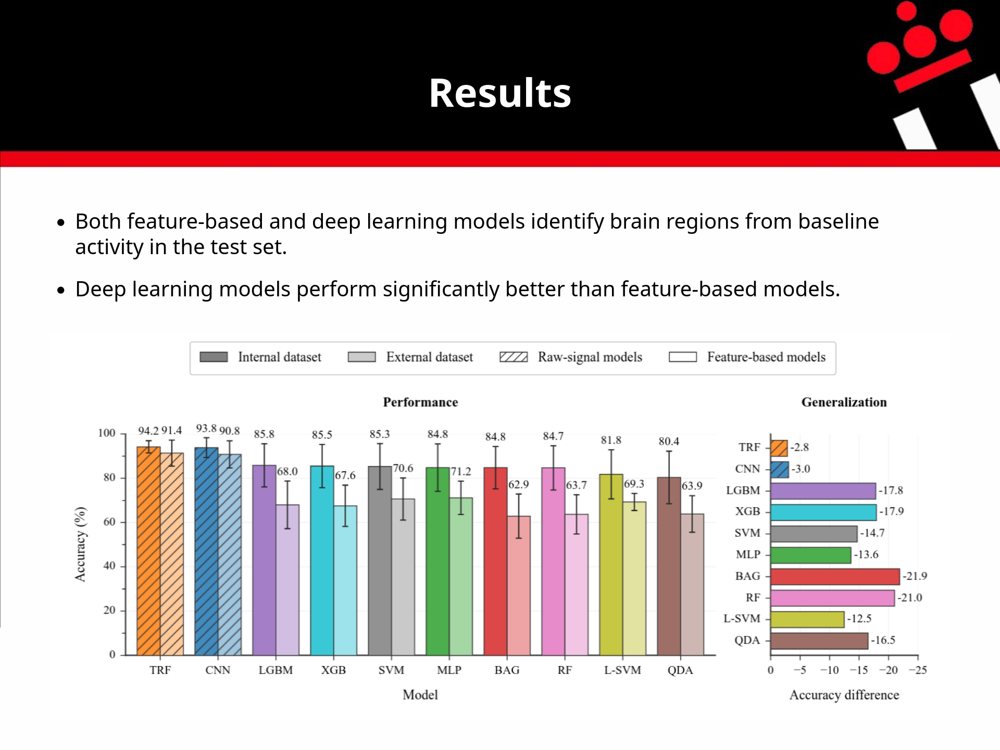 Results
• Both feature-based and deep learning models identify brain regions from baseline
activity in the test set.
• Deep learning models perform significantly better than feature-based models.
Internal dataset External dataset Raw-signal models Feature-based models
Performance
Accuracy (%)
100
80
60
40
20
0
94.2 91.4 93.8 90.8 85.8 68.0 85.5 67.6 85.3 70.6 84.8 71.2 84.8 62.9 84.7 63.7 81.8 69.3 80.4 63.9
TRF CNN LGBM XGB SVM MLP BAG RF L-SVM QDA
Model
Generalization
TRF -2.8
CNN -3.0
LGBM -17.8
XGB -17.9
SVM -14.7
MLP -13.6
BAG -21.9
RF -21.0
L-SVM -12.5
QDA -16.5
0 −5 −10 −15 −20 −25
Accuracy difference